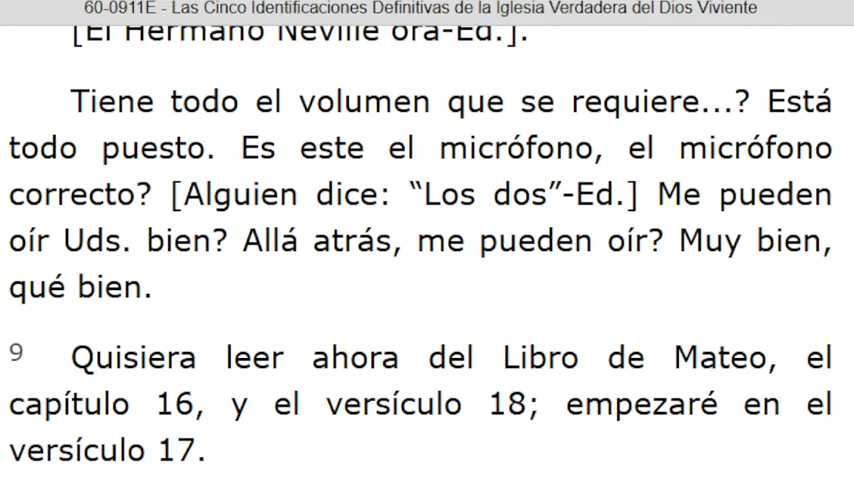 60-0911E - Las Cinco Identificaciones Definitivas de la Iglesia Verdadera del Dios Viviente
[El Hermano Neville ora-Ed.].
Tiene todo el volumen que se requiere...? Está
todo puesto. Es este el micrófono, el micrófono
correcto? [Alguien dice: “Los dos”-Ed.] Me pueden
oír Uds. bien? Allá atrás, me pueden oír? Muy bien,
qué bien.
9 Quisiera leer ahora del Libro de Mateo, el
capítulo 16, y el versículo 18; empezaré en el
versículo 17.